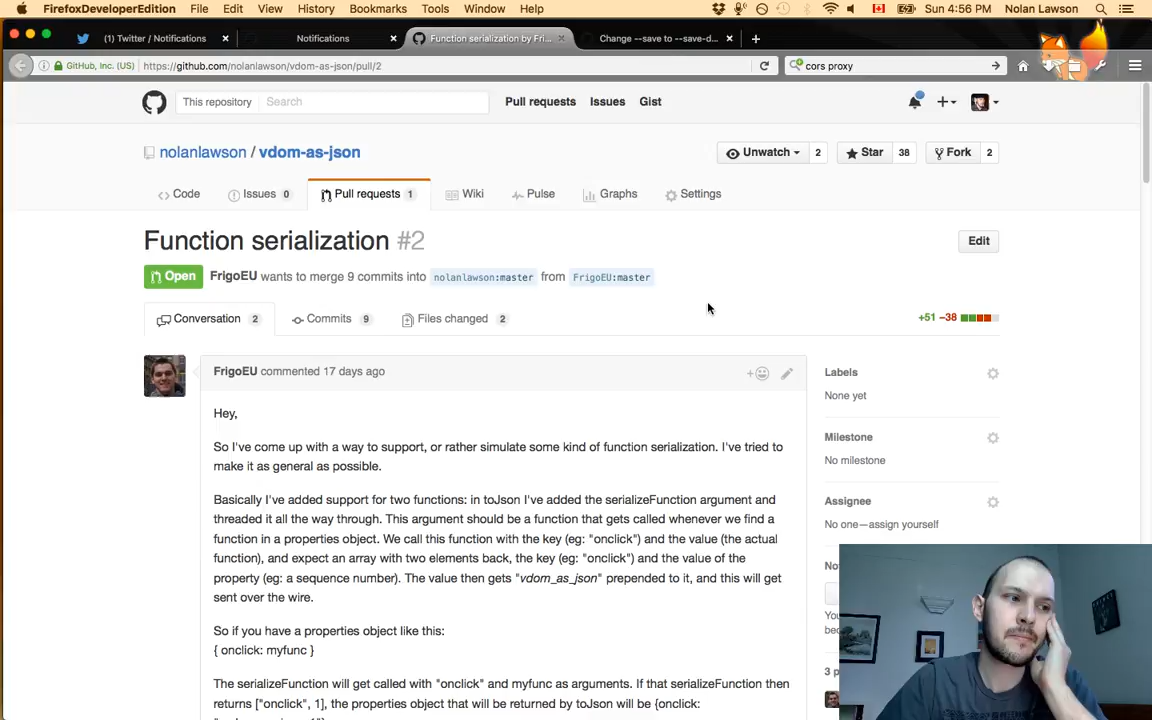 FirefoxDeveloperEdition File Edit View History Bookmarks Tools Window Help Sun 4:56 PM Nolan Lawson
(1) Twitter / Notifications Notifications Function serialization by Fri... Change --save to --save-d...
GitHub, Inc. (US) https://github.com/nolanlawson/vdom-as-json/pull/2 cors proxy
This repository Search Pull requests Issues Gist
nolanlawson / vdom-as-json Unwatch 2 Star 38 Fork 2
Code Issues 0 Pull requests 1 Wiki Pulse Graphs Settings
Function serialization #2 Edit
Open FrigoEU wants to merge 9 commits into nolanlawson:master from FrigoEU:master
Conversation 2 Commits 9 Files changed 2 +51 −38
FrigoEU commented 17 days ago
Hey,
So I've come up with a way to support, or rather simulate some kind of function serialization. I've tried to
make it as general as possible.
Basically I've added support for two functions: in toJson I've added the serializeFunction argument and
threaded it all the way through. This argument should be a function that gets called whenever we find a
function in a properties object. We call this function with the key (eg: "onclick") and the value (the actual
function), and expect an array with two elements back, the key (eg: "onclick") and the value of the
property (eg: a sequence number). The value then gets "vdom_as_json" prepended to it, and this will get
sent over the wire.
So if you have a properties object like this:
{ onclick: myfunc }
The serializeFunction will get called with "onclick" and myfunc as arguments. If that serializeFunction then
returns ["onclick", 1], the properties object that will be returned by toJson will be {onclick:
Labels
None yet
Milestone
No milestone
Assignee
No one—assign yourself